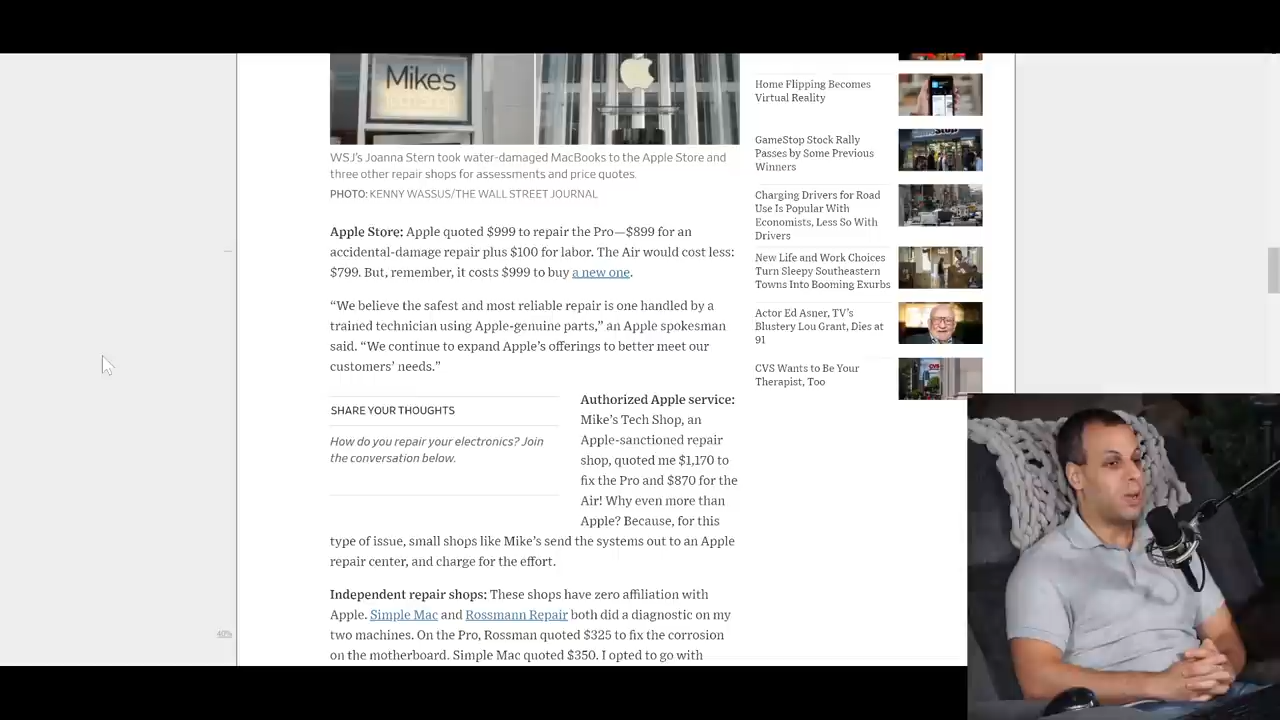 Mikes
WSJ's Joanna Stern took water-damaged MacBooks to the Apple Store and
three other repair shops for assessments and price quotes.
PHOTO: KENNY WASSUS/THE WALL STREET JOURNAL
Apple Store: Apple quoted $999 to repair the Pro—$899 for an
accidental-damage repair plus $100 for labor. The Air would cost less:
$799. But, remember, it costs $999 to buy a new one.
“We believe the safest and most reliable repair is one handled by a
trained technician using Apple-genuine parts,” an Apple spokesman
said. “We continue to expand Apple’s offerings to better meet our
customers’ needs.”
SHARE YOUR THOUGHTS
How do you repair your electronics? Join
the conversation below.
Authorized Apple service:
Mike’s Tech Shop, an
Apple-sanctioned repair
shop, quoted me $1,170 to
fix the Pro and $870 for the
Air! Why even more than
Apple? Because, for this
type of issue, small shops like Mike’s send the systems out to an Apple
repair center, and charge for the effort.
Independent repair shops: These shops have zero affiliation with
Apple. Simple Mac and Rossmann Repair both did a diagnostic on my
two machines. On the Pro, Rossman quoted $325 to fix the corrosion
on the motherboard. Simple Mac quoted $350. I opted to go with
Home Flipping Becomes
Virtual Reality
GameStop Stock Rally
Passes by Some Previous
Winners
Charging Drivers for Road
Use Is Popular With
Economists, Less So With
Drivers
New Life and Work Choices
Turn Sleepy Southeastern
Towns Into Booming Exurbs
Actor Ed Asner, TV’s
Blustery Lou Grant, Dies at
91
CVS Wants to Be Your
Therapist, Too
40%